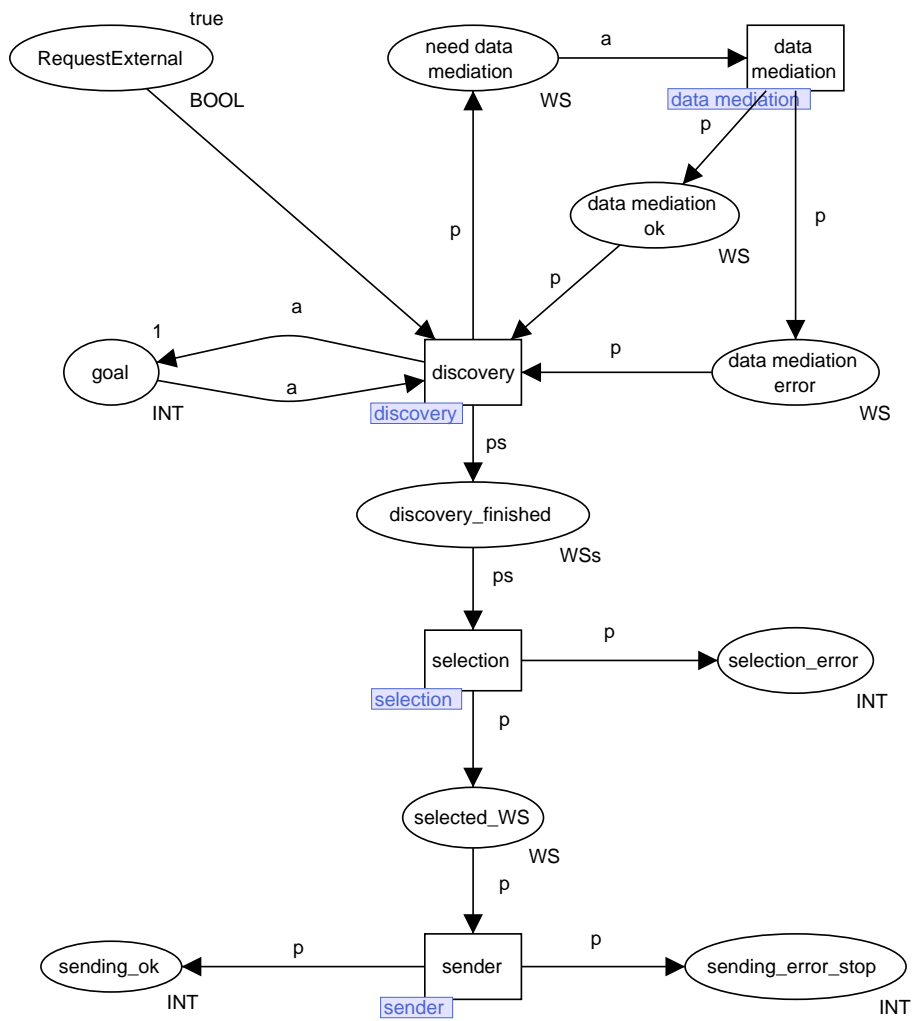 true
RequestExternal
BOOL
need data
mediation
WS
a
data
mediation
data mediation
p
p
data mediation
ok
WS
p
p
a
1
goal
INT
a
discovery
discovery
p
data mediation
error
WS
ps
discovery_finished
WSs
ps
selection
selection
p
selection_error
INT
p
selected_WS
WS
p
sending_ok
INT
p
sender
sender
p
sending_error_stop
INT